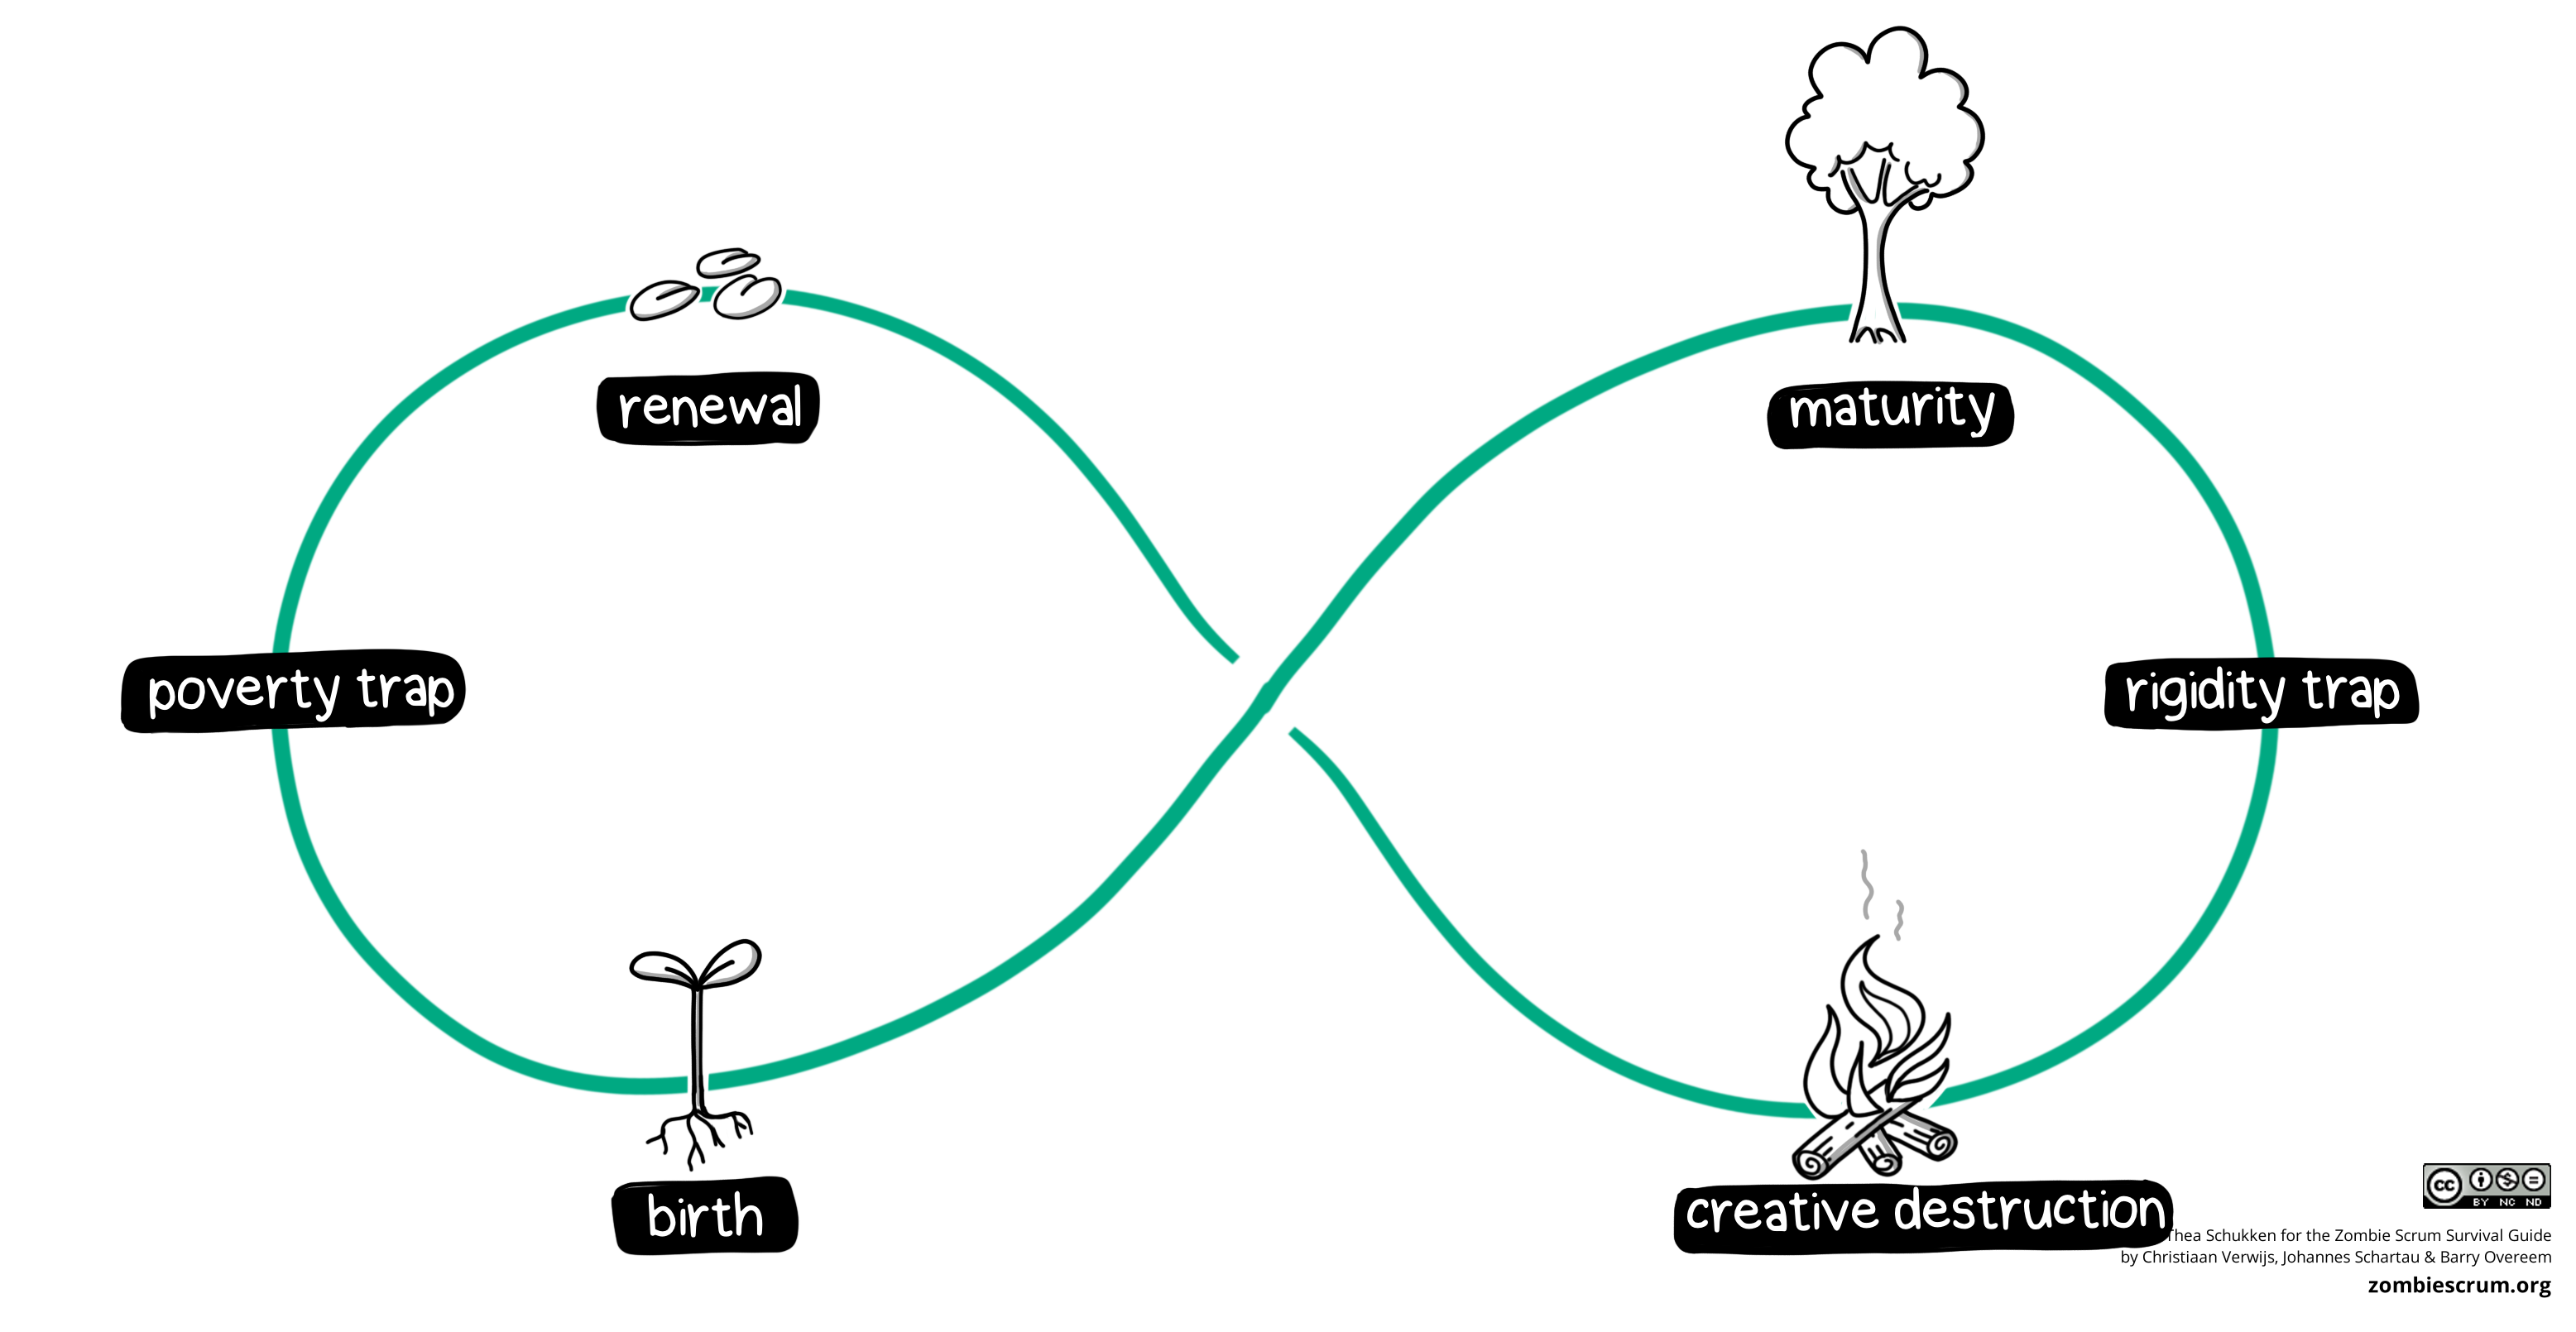 renewal
maturity
poverty trap
rigidity trap
birth
creative destruction
cc
BY NC ND
Thea Schukken for the Zombie Scrum Survival Guide
by Christiaan Verwijs, Johannes Schartau & Barry Overeem
zombiescrum.org